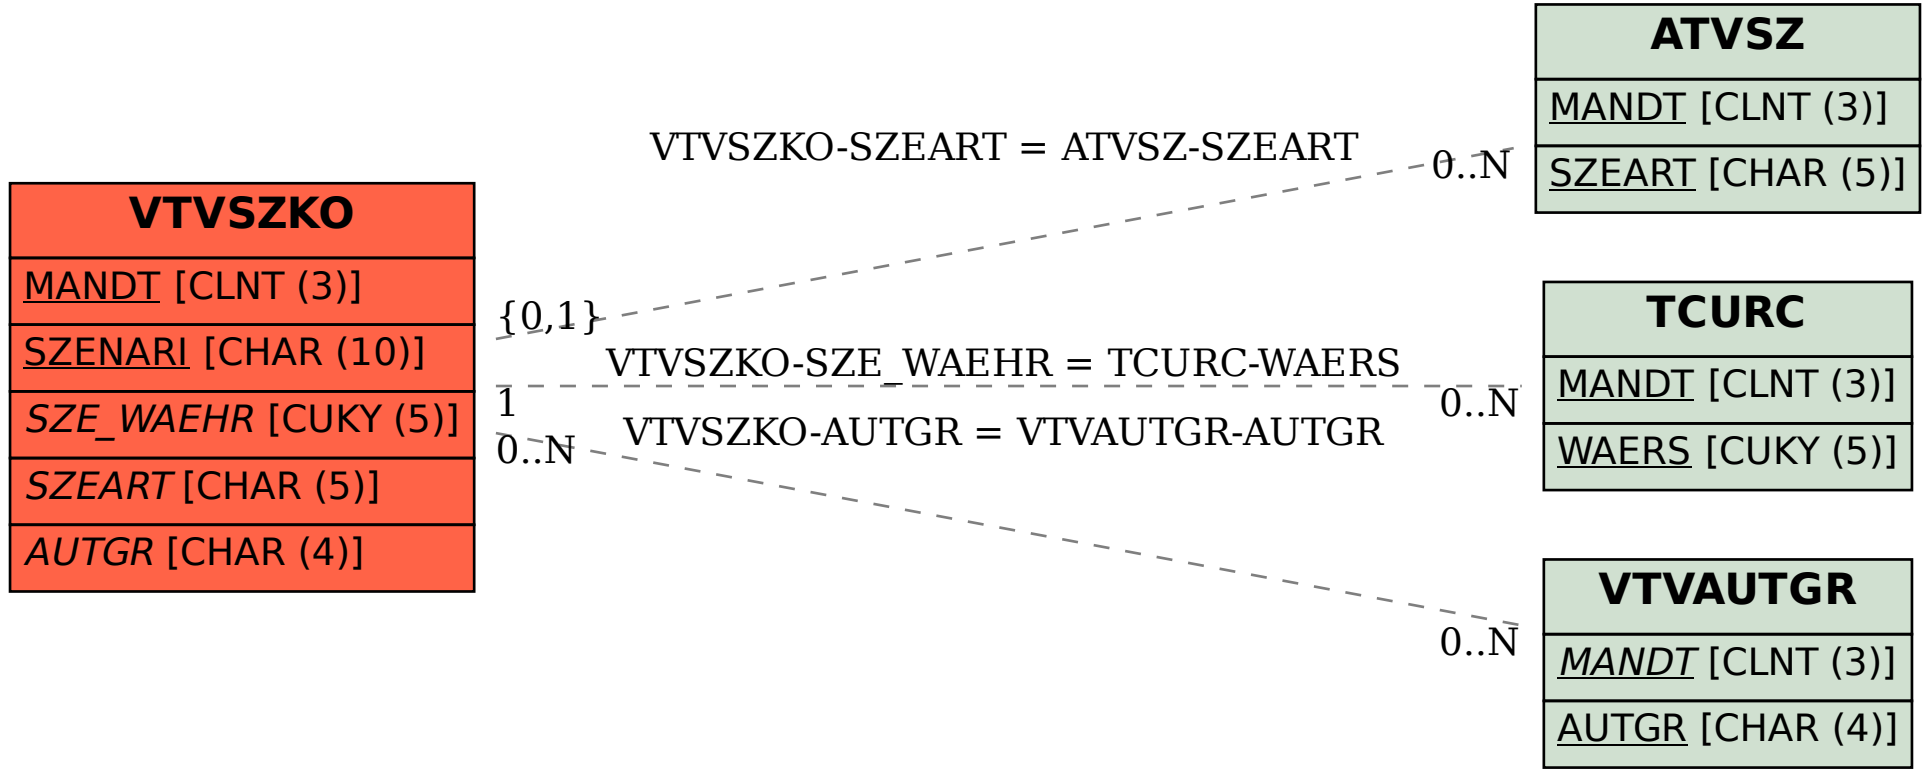 VTVSZKO
MANDT [CLNT (3)]
SZENARI [CHAR (10)]
SZE_WAEHR [CUKY (5)]
SZEART [CHAR (5)]
AUTGR [CHAR (4)]
VTVSZKO-SZEART = ATVSZ-SZEART
{0,1}
0..N
VTVSZKO-SZE_WAEHR = TCURC-WAERS
1
0..N
VTVSZKO-AUTGR = VTVAUTGR-AUTGR
0..N
0..N
ATVSZ
MANDT [CLNT (3)]
SZEART [CHAR (5)]
TCURC
MANDT [CLNT (3)]
WAERS [CUKY (5)]
VTVAUTGR
MANDT [CLNT (3)]
AUTGR [CHAR (4)]